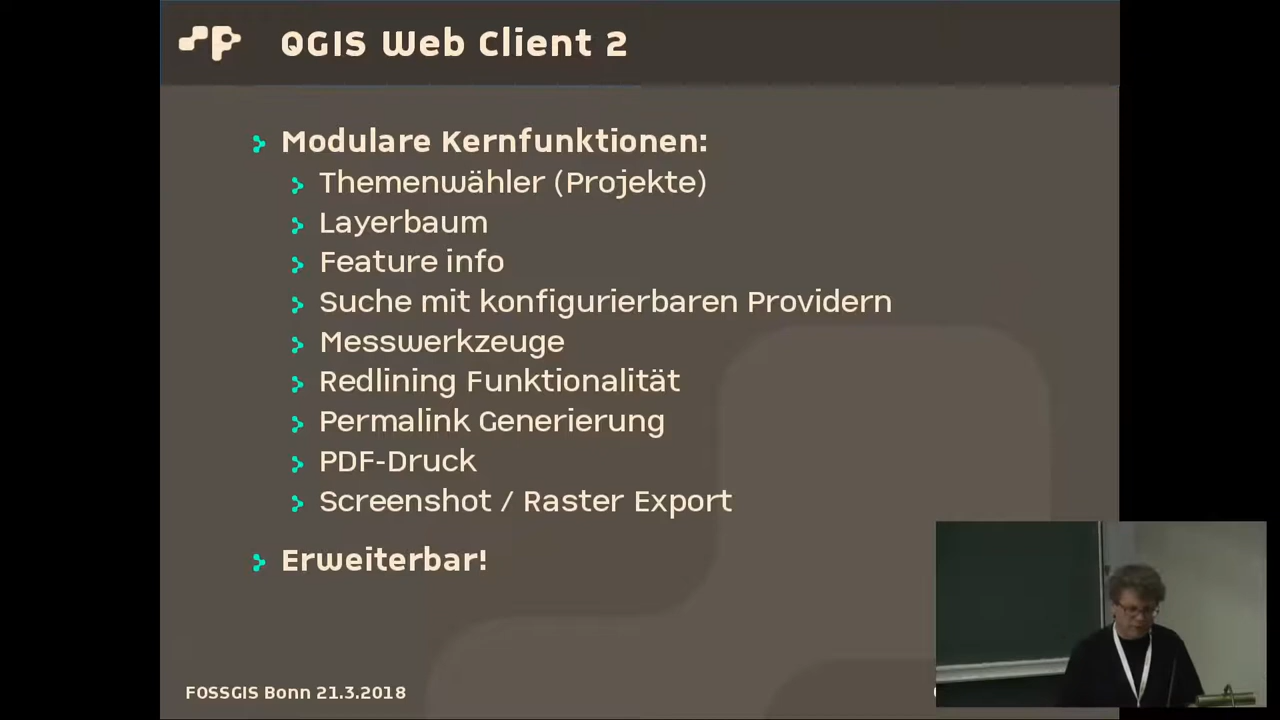 QGIS Web Client 2
Modulare Kernfunktionen:
Themenwähler (Projekte)
Layerbaum
Feature info
Suche mit konfigurierbaren Providern
Messwerkzeuge
Redlining Funktionalität
Permalink Generierung
PDF-Druck
Screenshot / Raster Export
Erweiterbar!
FOSSGIS Bonn 21.3.2018